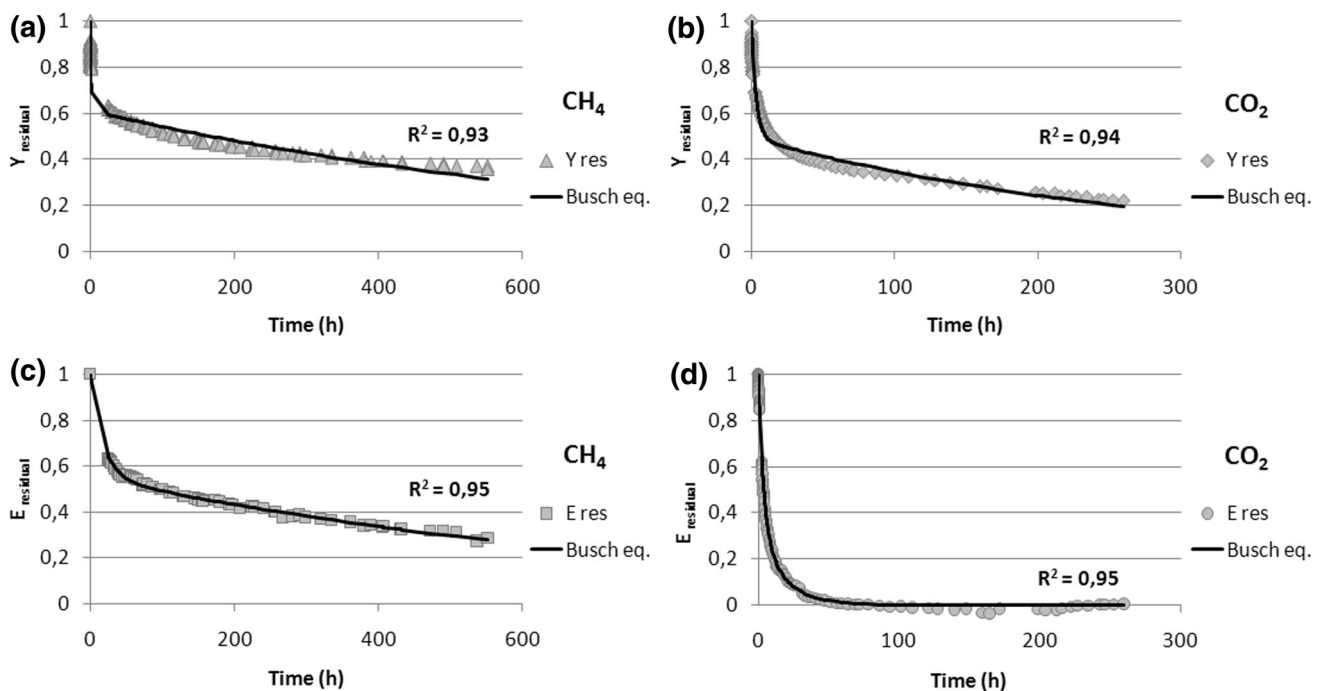 (a)
1
0,8
0,6
0,4
0,2
0
Y residual
CH4
R² = 0,93
Y res
Busch eq.
0 200 400 600
Time (h)
(b)
1
0,8
0,6
0,4
0,2
0
Y residual
CO2
R² = 0,94
Y res
Busch eq.
0 100 200 300
Time (h)
(c)
1
0,8
0,6
0,4
0,2
0
E residual
CH4
R² = 0,95
E res
Busch eq.
0 200 400 600
Time (h)
(d)
1
0,8
0,6
0,4
0,2
0
E residual
CO2
R² = 0,95
E res
Busch eq.
0 100 200 300
Time (h)